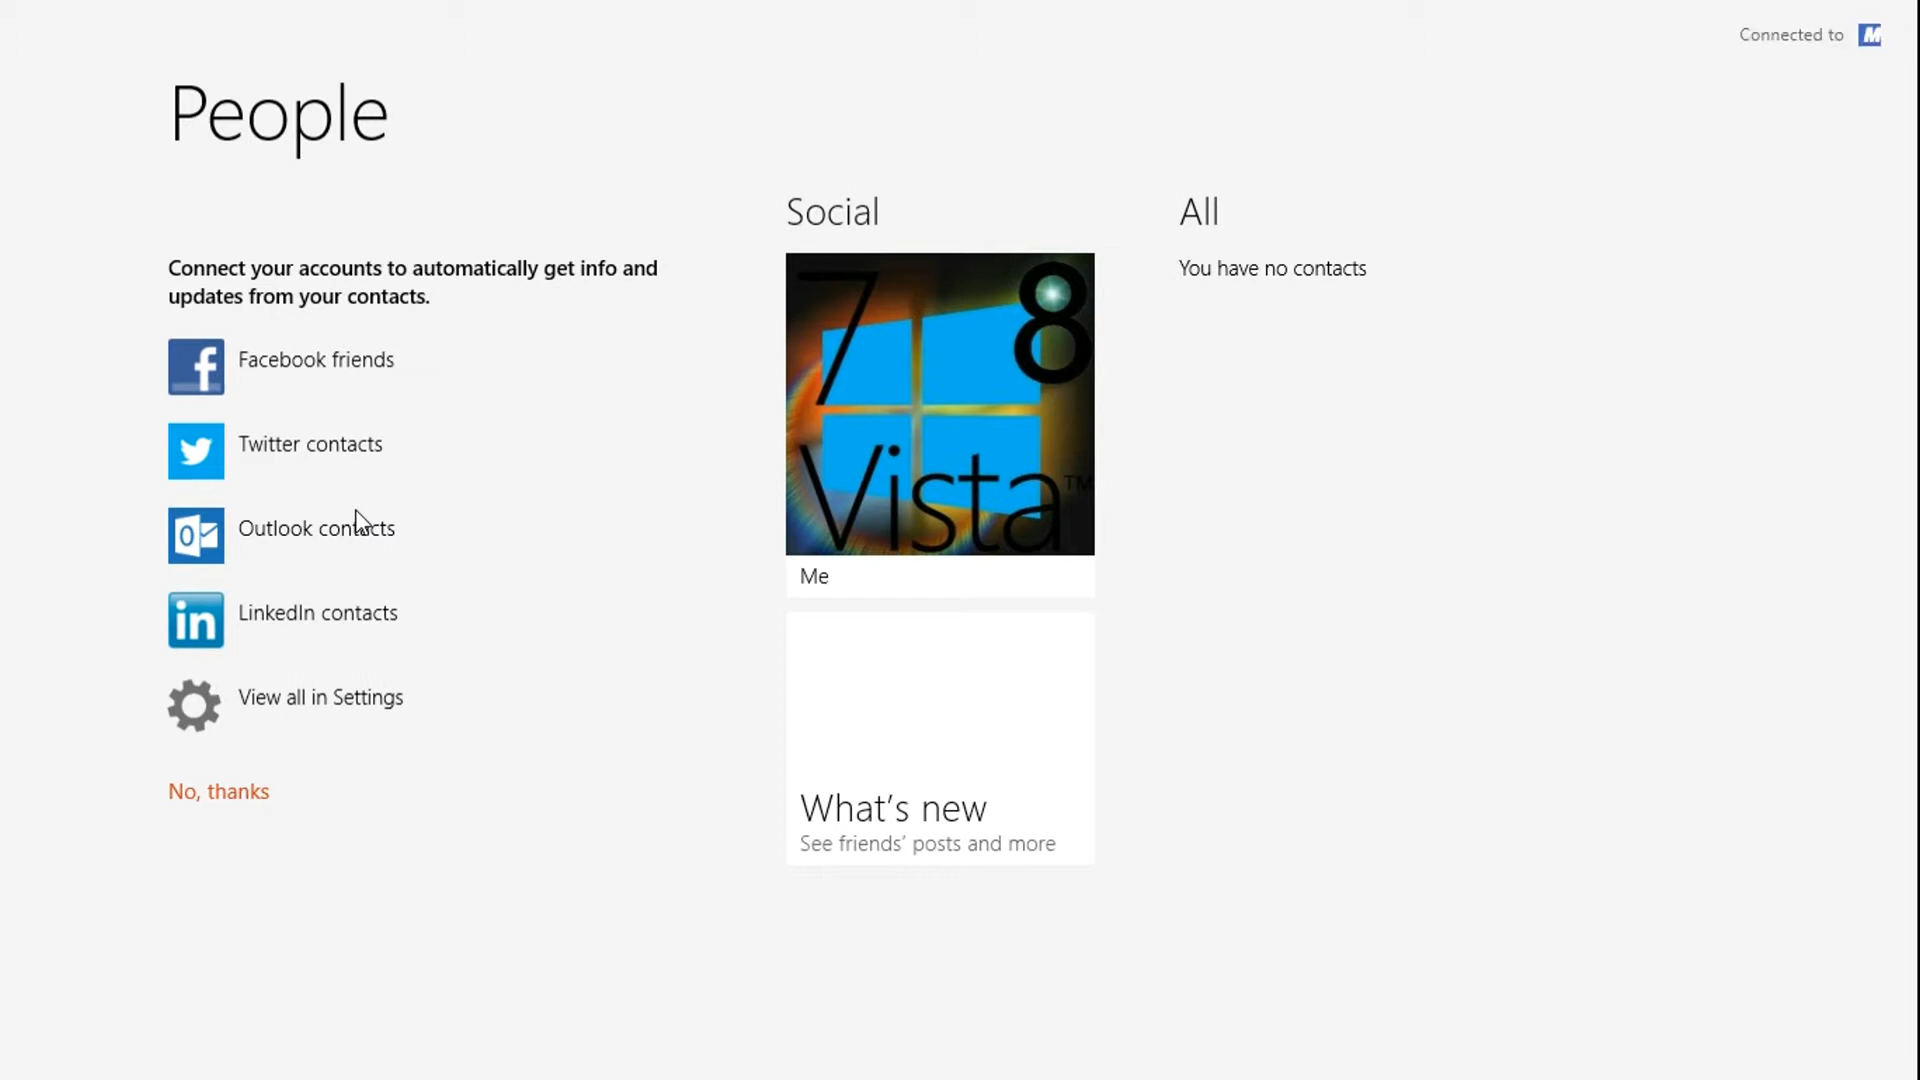 Connected to
People
Connect your accounts to automatically get info and
updates from your contacts.
Facebook friends
Twitter contacts
Outlook contacts
LinkedIn contacts
View all in Settings
No, thanks
Social
7 8
Vista™
Me
What's new
See friends' posts and more
All
You have no contacts